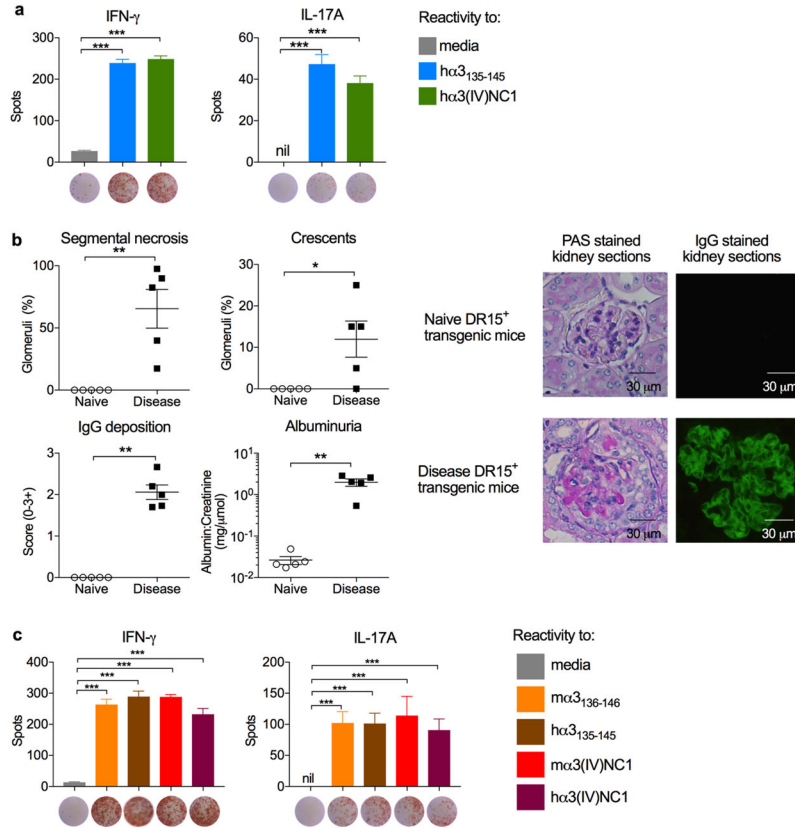 a
IFN-γ
IL-17A
Reactivity to:
***
***
***
***
300
200
100
0
Spots
60
40
20
0
Spots
nil
media
hα3135-145
hα3(IV)NC1
b
Segmental necrosis
**
100
50
0
Glomeruli (%)
Naive Disease
Crescents
*
30
20
10
0
Glomeruli (%)
Naive Disease
PAS stained
kidney sections
IgG stained
kidney sections
Naive DR15+
transgenic mice
30 μm
30 μm
IgG deposition
**
3
2
1
0
Score (0-3+)
Naive Disease
Albuminuria
**
10¹
10⁰
10⁻¹
10⁻²
Albumin:Creatinine
(mg/μmol)
Naive Disease
Disease DR15+
transgenic mice
30 μm
30 μm
c
IFN-γ
IL-17A
Reactivity to:
***
***
***
***
***
***
***
***
400
300
200
100
0
Spots
200
150
100
50
0
Spots
nil
media
mα3136-146
hα3135-145
mα3(IV)NC1
hα3(IV)NC1